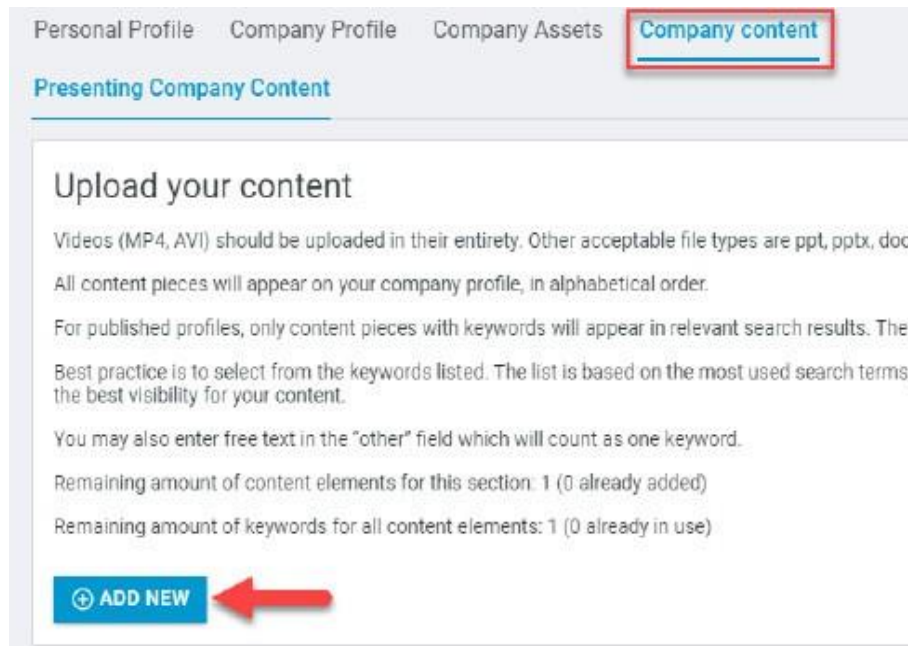 Personal Profile Company Profile Company Assets Company content
Presenting Company Content
Upload your content
Videos (MP4, AVI) should be uploaded in their entirety. Other acceptable file types are ppt, pptx, doc
All content pieces will appear on your company profile, in alphabetical order.
For published profiles, only content pieces with keywords will appear in relevant search results. The
Best practice is to select from the keywords listed. The list is based on the most used search terms
the best visibility for your content.
You may also enter free text in the "other" field which will count as one keyword.
Remaining amount of content elements for this section: 1 (0 already added)
Remaining amount of keywords for all content elements: 1 (0 already in use)
ADD NEW